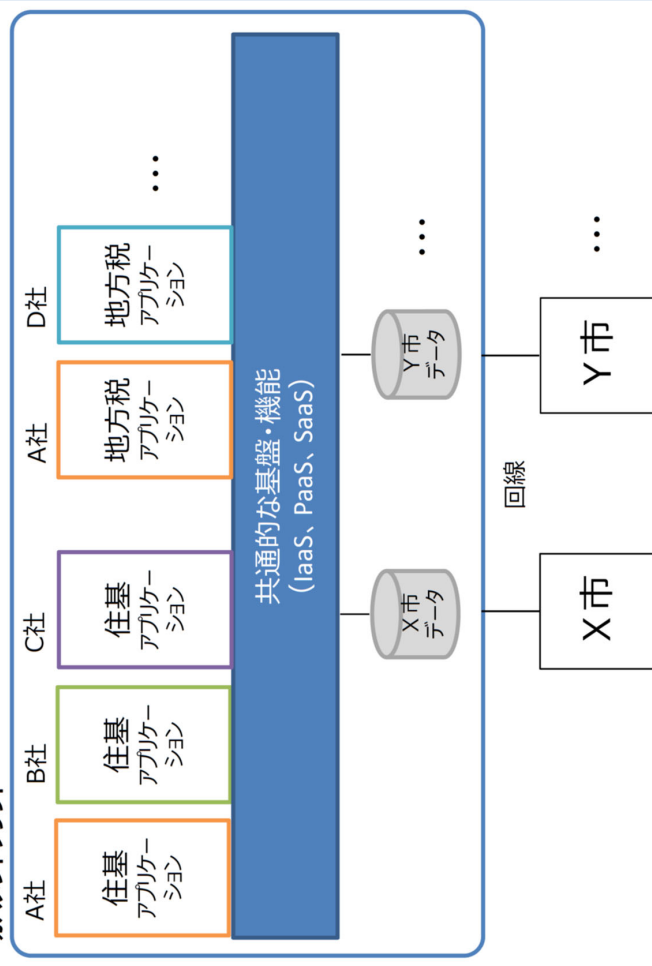 A社
B社
C社
A社
D社
住基
アプリケー
ション
住基
アプリケー
ション
住基
アプリケー
ション
地方税
アプリケー
ション
地方税
アプリケー
ション
…
共通的な基盤・機能
(IaaS、PaaS、SaaS)
X市
データ
Y市
データ
…
回線
X市
Y市
…